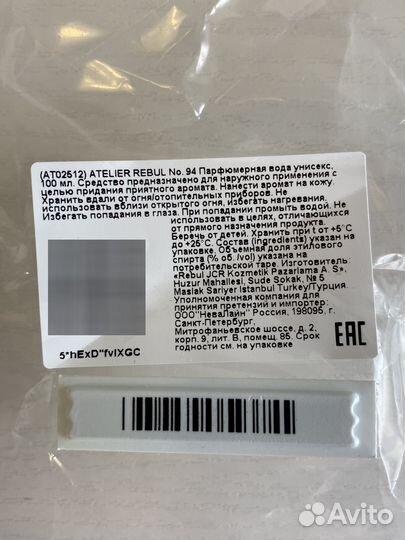 (AT02512) ATELIER REBUL No. 94 Парфюмерная вода унисекс,
100 мл. Средство предназначено для наружного применения с
целью придания приятного аромата. Нанести аромат на кожу.
Хранить вдали от огня/отопительных приборов. Не
использовать вблизи открытого огня, избегать нагревания.
Избегать попадания в глаза. При попадании промыть водой. Не
использовать в целях, отличающихся
от прямого назначения продукта.
Беречь от детей. Хранить при t от +5°C
до +25°C. Состав (ingredients) указан на
упаковке. Объемная доля этилового
спирта (% об. /vol) указана на
потребительской таре. Изготовитель:
«Rebul JCR Kozmetik Pazarlama A. S»,
Huzur Mahallesi, Sude Sokak, № 5
Maslak Sariyer Istanbul Turkey/Турция.
Уполномоченная компания для
принятия претензий и импортер:
ООО"НеваЛайн" Россия, 198095, г.
Санкт-Петербург,
Митрофаньевское шоссе, д. 2,
корп. 9, лит. В, помещ. 85. Срок
годности см. на упаковке
EAC
5*hExD"fvIXGC
Avito